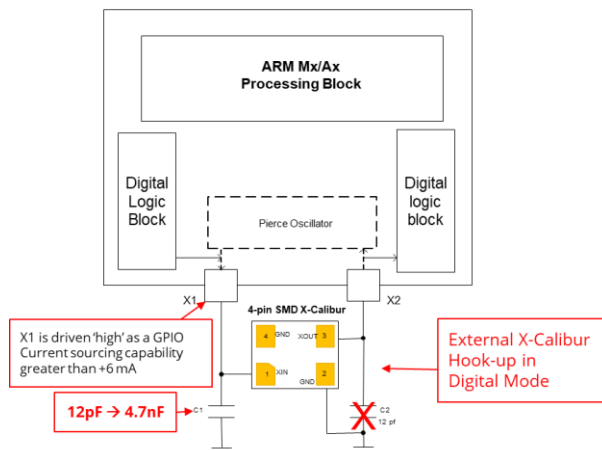 ARM Mx/Ax
Processing Block
Digital
Logic
Block
Digital
logic
block
Pierce Oscillator
X1
X2
4-pin SMD X-Calibur
4
GND
XOUT
3
1
XIN
GND
2
X1 is driven 'high' as a GPIO
Current sourcing capability
greater than +6 mA
External X-Calibur
Hook-up in
Digital Mode
12pF → 4.7nF
C1
C2
12 pf